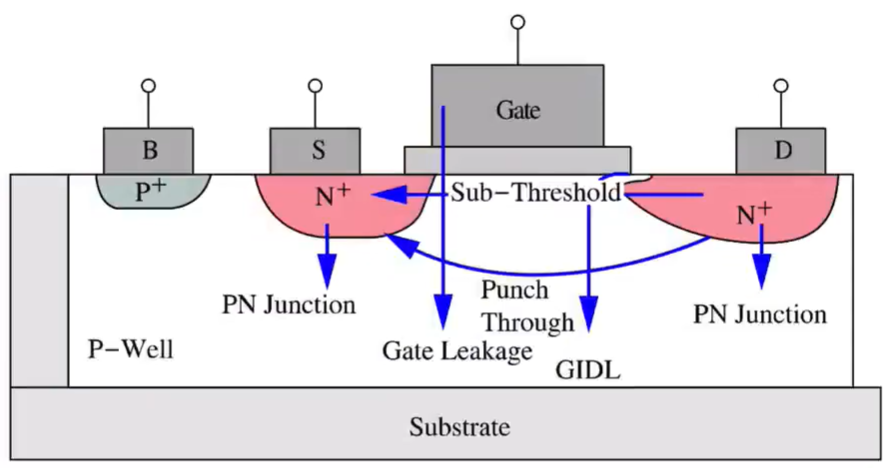 Gate
B
S
D
P+
N+
Sub-Threshold
N+
PN Junction
Punch
Through
PN Junction
P-Well
Gate Leakage
GIDL
Substrate